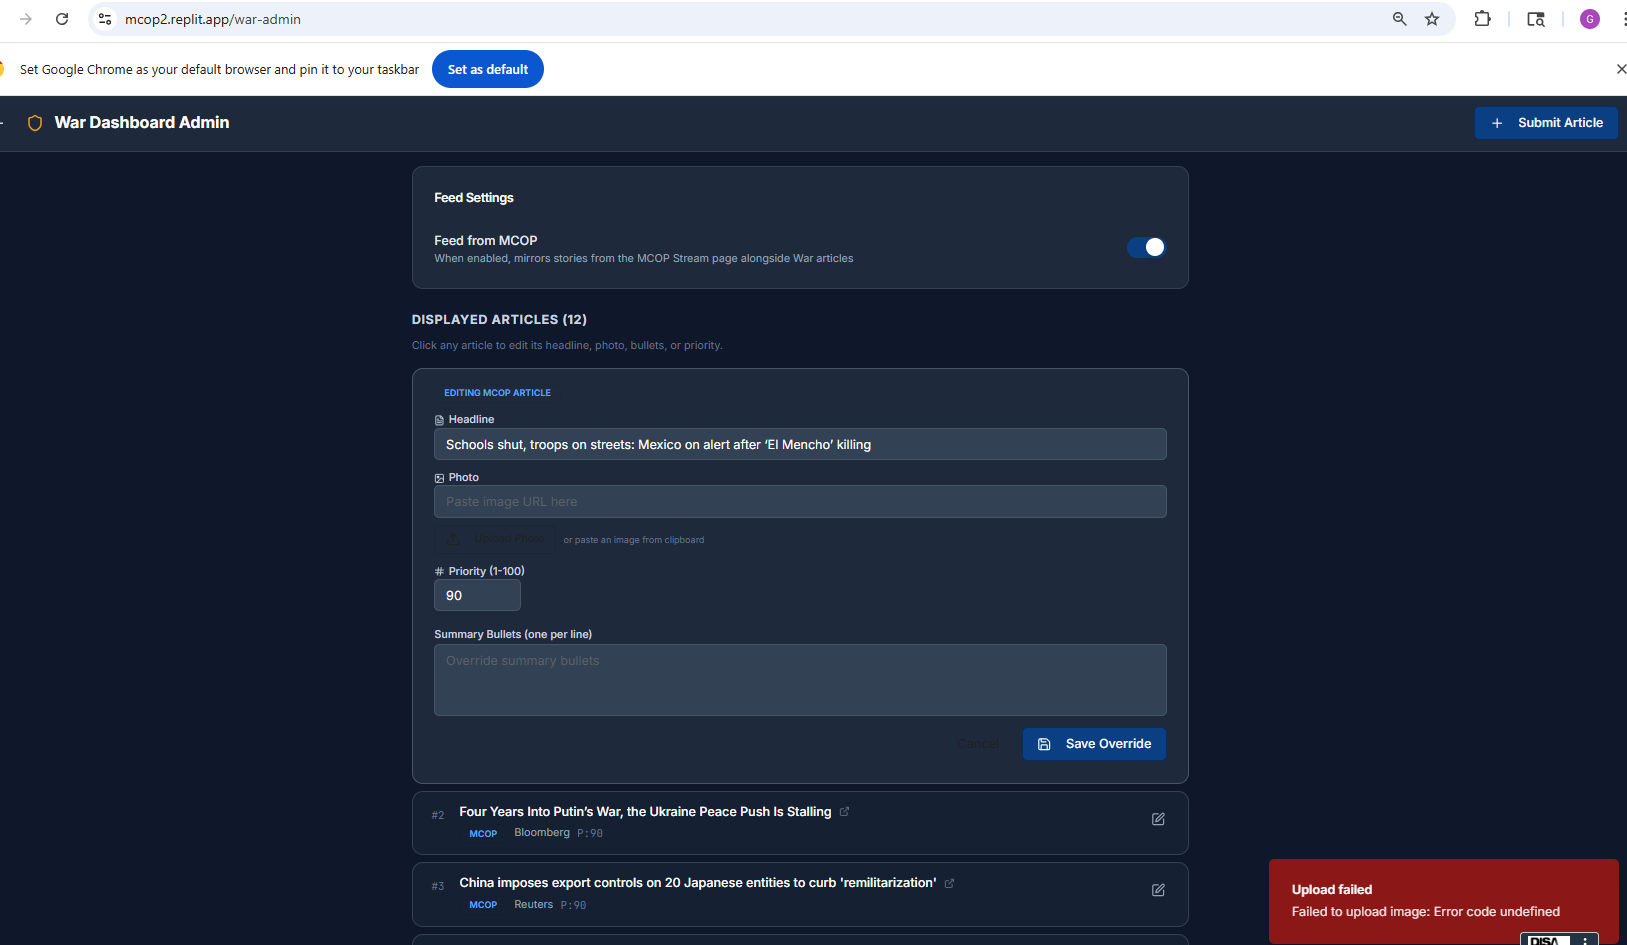 mcop2.replit.app/war-admin
G
Set Google Chrome as your default browser and pin it to your taskbar
Set as default
War Dashboard Admin
+ Submit Article
Feed Settings
Feed from MCOP
When enabled, mirrors stories from the MCOP Stream page alongside War articles
DISPLAYED ARTICLES (12)
Click any article to edit its headline, photo, bullets, or priority.
EDITING MCOP ARTICLE
Headline
Schools shut, troops on streets: Mexico on alert after ‘El Mencho’ killing
Photo
Paste image URL here
Upload Photo or paste an image from clipboard
# Priority (1-100)
90
Summary Bullets (one per line)
Override summary bullets
Cancel Save Override
#2 Four Years Into Putin’s War, the Ukraine Peace Push Is Stalling
MCOP Bloomberg P:90
#3 China imposes export controls on 20 Japanese entities to curb 'remilitarization'
MCOP Reuters P:90
Upload failed
Failed to upload image: Error code undefined
DISA